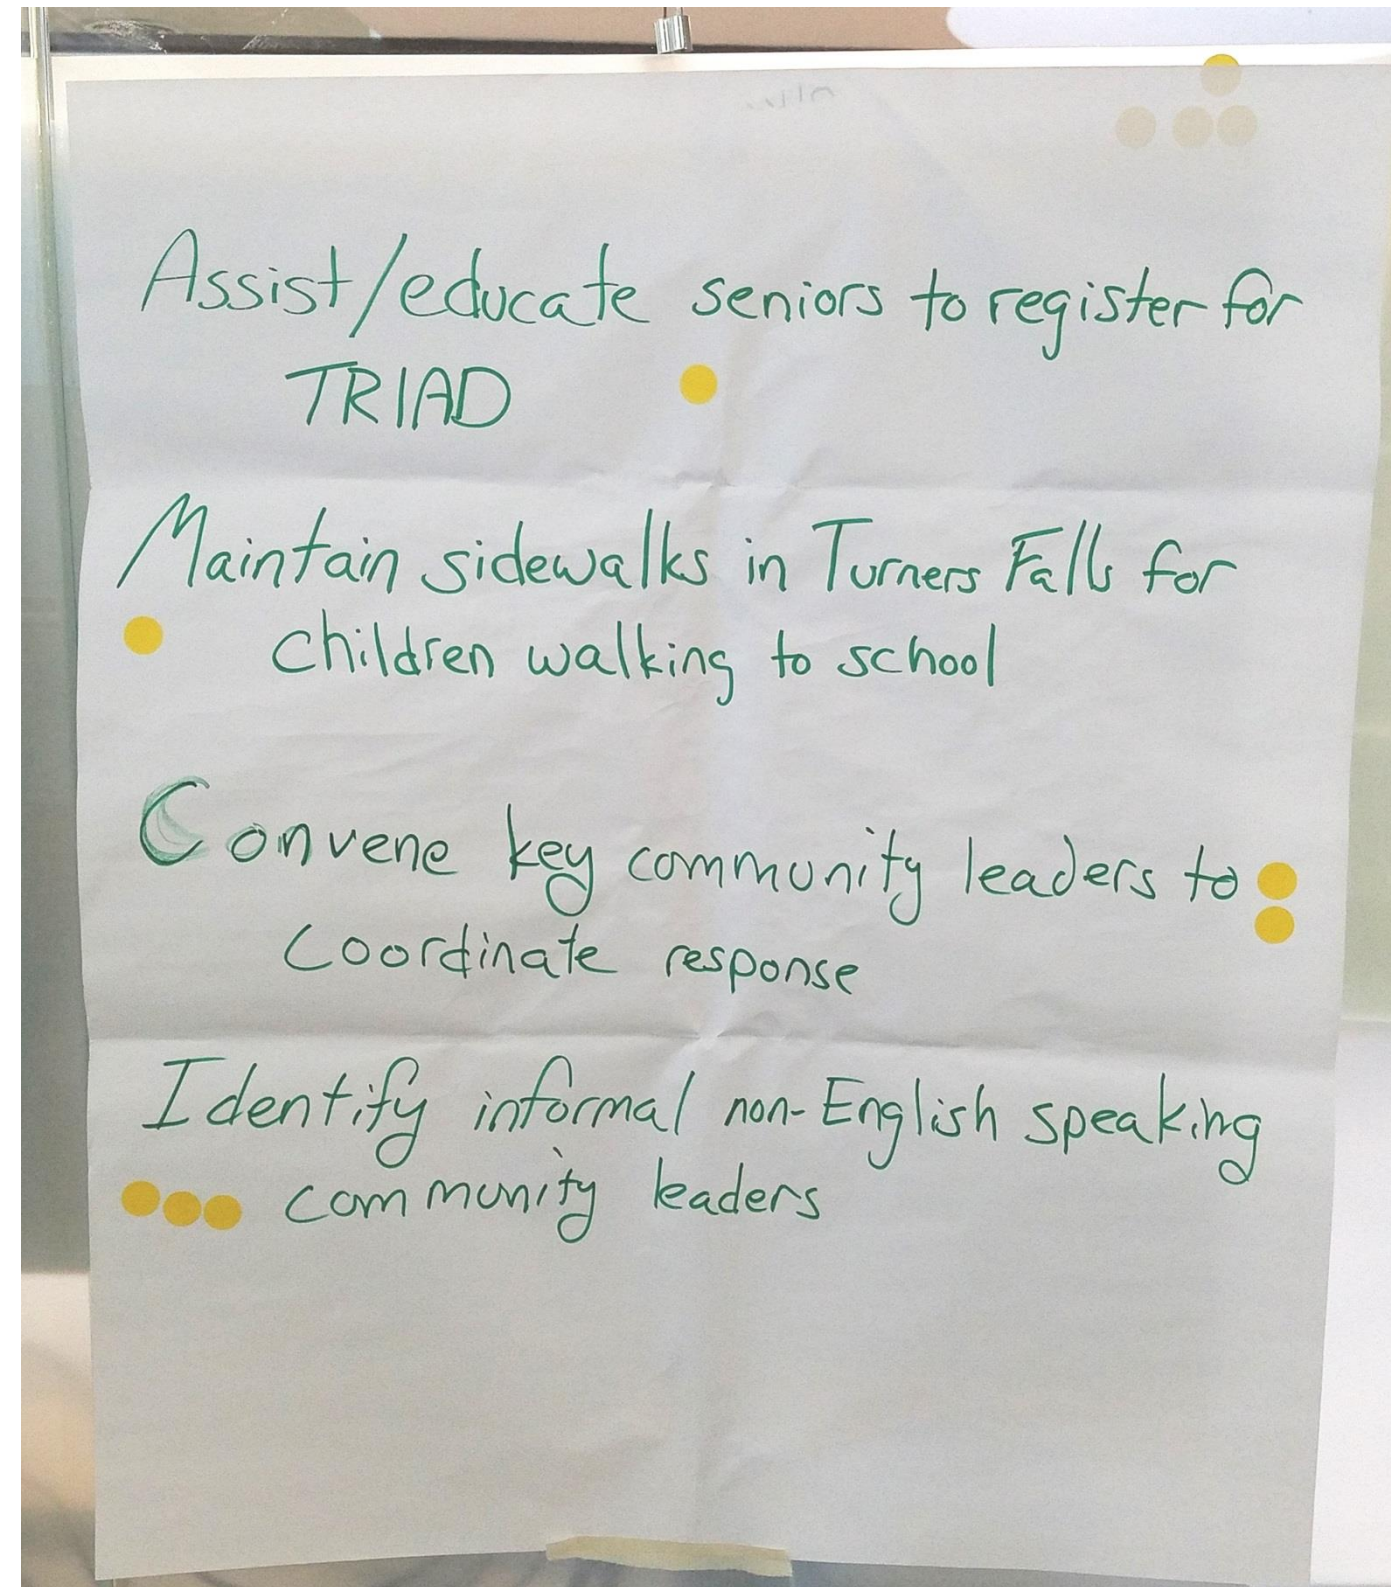 Assist/educate seniors to register for
TRIAD
Maintain sidewalks in Turners Falls for
children walking to school
Convene key community leaders to
coordinate response
Identify informal non-English speaking
community leaders